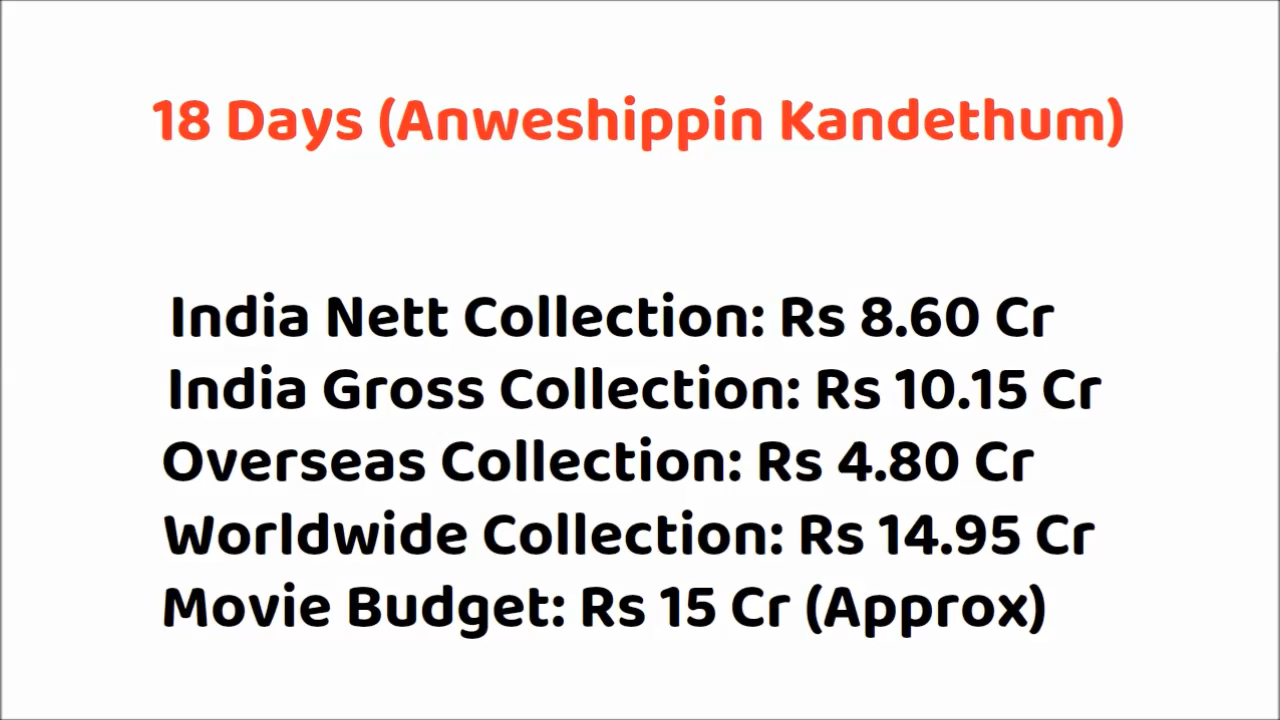 18 Days (Anweshippin Kandethum)
India Nett Collection: Rs 8.60 Cr
India Gross Collection: Rs 10.15 Cr
Overseas Collection: Rs 4.80 Cr
Worldwide Collection: Rs 14.95 Cr
Movie Budget: Rs 15 Cr (Approx)